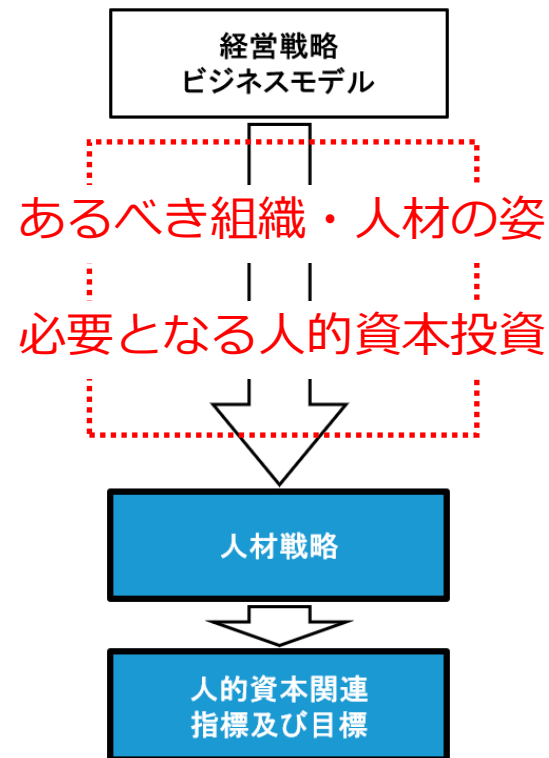 経営戦略
ビジネスモデル
あるべき組織・人材の姿
必要となる人的資本投資
人材戦略
人的資本関連
指標及び目標